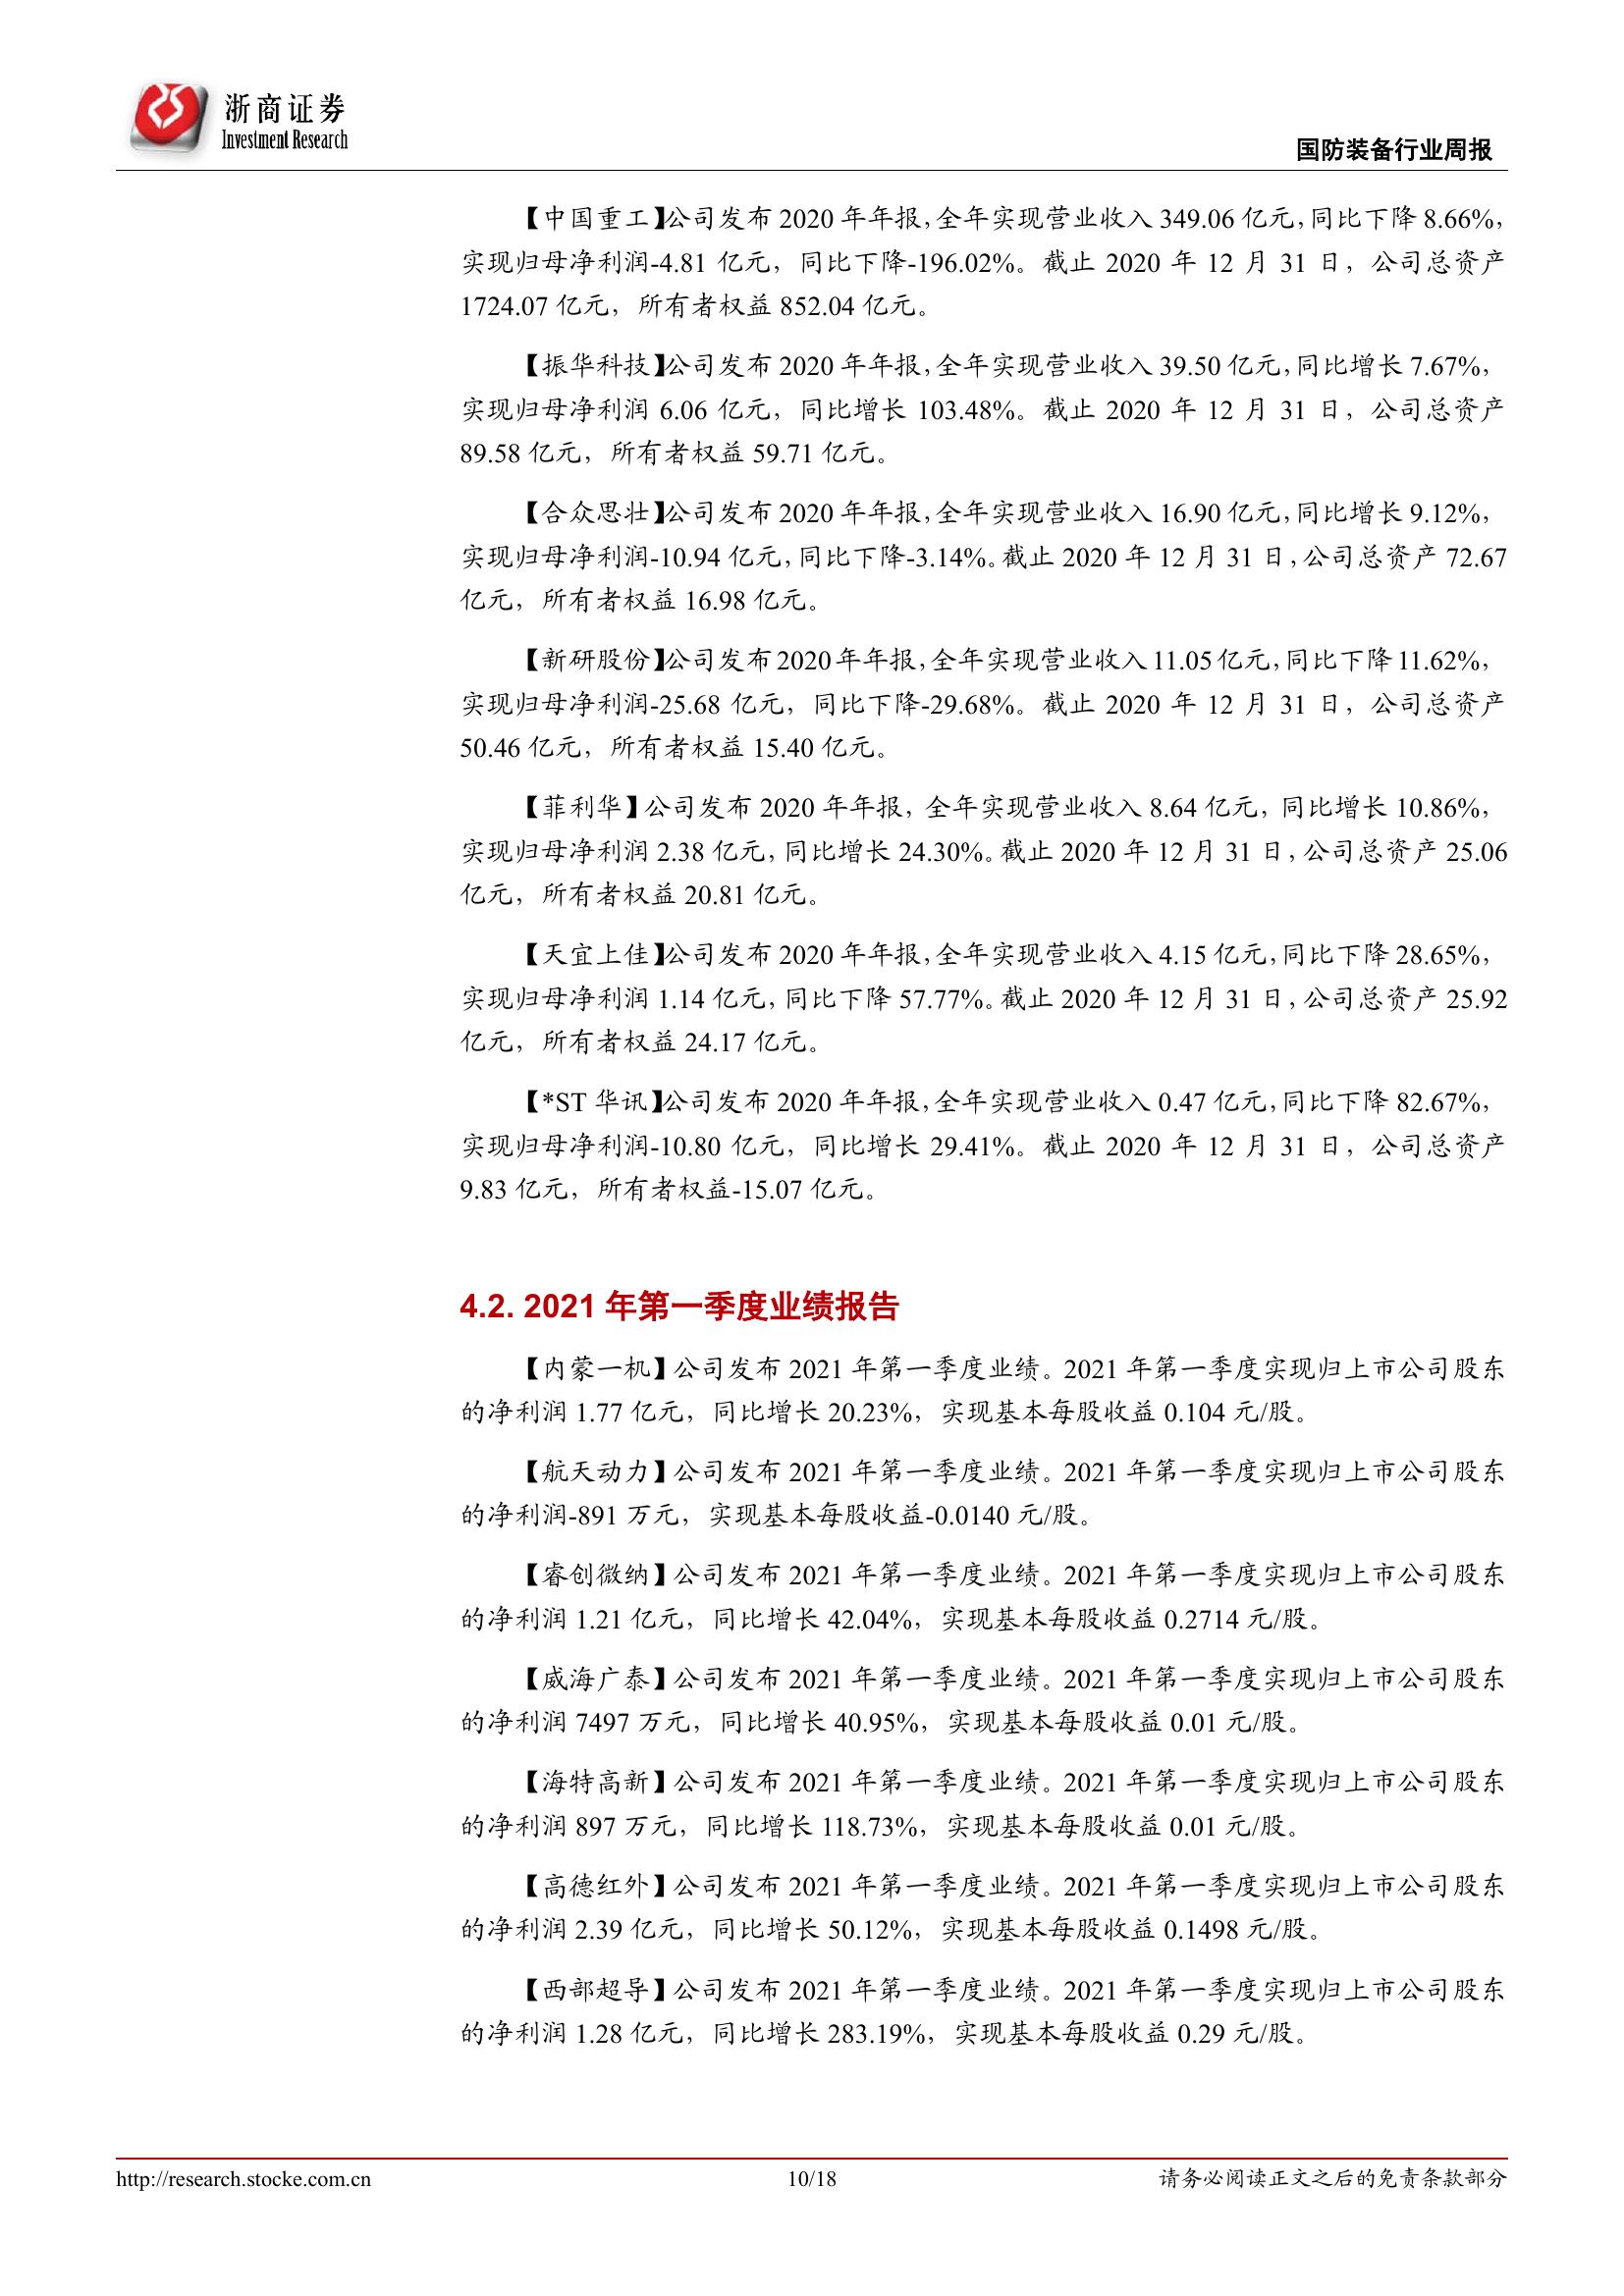 浙商证券
Investment Research
国防装备行业周报
【中国重工】公司发布 2020 年年报，全年实现营业收入 349.06 亿元，同比下降 8.66%，
实现归母净利润-4.81 亿元，同比下降-196.02%。截止 2020 年 12 月 31 日，公司总资产
1724.07 亿元，所有者权益 852.04 亿元。
【振华科技】公司发布 2020 年年报，全年实现营业收入 39.50 亿元，同比增长 7.67%，
实现归母净利润 6.06 亿元，同比增长 103.48%。截止 2020 年 12 月 31 日，公司总资产
89.58 亿元，所有者权益 59.71 亿元。
【合众思壮】公司发布 2020 年年报，全年实现营业收入 16.90 亿元，同比增长 9.12%，
实现归母净利润-10.94 亿元，同比下降-3.14%。截止 2020 年 12 月 31 日，公司总资产 72.67
亿元，所有者权益 16.98 亿元。
【新研股份】公司发布 2020 年年报，全年实现营业收入 11.05 亿元，同比下降 11.62%，
实现归母净利润-25.68 亿元，同比下降-29.68%。截止 2020 年 12 月 31 日，公司总资产
50.46 亿元，所有者权益 15.40 亿元。
【菲利华】公司发布 2020 年年报，全年实现营业收入 8.64 亿元，同比增长 10.86%，
实现归母净利润 2.38 亿元，同比增长 24.30%。截止 2020 年 12 月 31 日，公司总资产 25.06
亿元，所有者权益 20.81 亿元。
【天宜上佳】公司发布 2020 年年报，全年实现营业收入 4.15 亿元，同比下降 28.65%，
实现归母净利润 1.14 亿元，同比下降 57.77%。截止 2020 年 12 月 31 日，公司总资产 25.92
亿元，所有者权益 24.17 亿元。
【*ST 华讯】公司发布 2020 年年报，全年实现营业收入 0.47 亿元，同比下降 82.67%，
实现归母净利润-10.80 亿元，同比增长 29.41%。截止 2020 年 12 月 31 日，公司总资产
9.83 亿元，所有者权益-15.07 亿元。
4.2. 2021 年第一季度业绩报告
【内蒙一机】公司发布 2021 年第一季度业绩。2021 年第一季度实现归上市公司股东
的净利润 1.77 亿元，同比增长 20.23%，实现基本每股收益 0.104 元/股。
【航天动力】公司发布 2021 年第一季度业绩。2021 年第一季度实现归上市公司股东
的净利润-891 万元，实现基本每股收益-0.0140 元/股。
【睿创微纳】公司发布 2021 年第一季度业绩。2021 年第一季度实现归上市公司股东
的净利润 1.21 亿元，同比增长 42.04%，实现基本每股收益 0.2714 元/股。
【威海广泰】公司发布 2021 年第一季度业绩。2021 年第一季度实现归上市公司股东
的净利润 7497 万元，同比增长 40.95%，实现基本每股收益 0.01 元/股。
【海特高新】公司发布 2021 年第一季度业绩。2021 年第一季度实现归上市公司股东
的净利润 897 万元，同比增长 118.73%，实现基本每股收益 0.01 元/股。
【高德红外】公司发布 2021 年第一季度业绩。2021 年第一季度实现归上市公司股东
的净利润 2.39 亿元，同比增长 50.12%，实现基本每股收益 0.1498 元/股。
【西部超导】公司发布 2021 年第一季度业绩。2021 年第一季度实现归上市公司股东
的净利润 1.28 亿元，同比增长 283.19%，实现基本每股收益 0.29 元/股。
http://research.stocke.com.cn
10/18
请务必阅读正文之后的免责条款部分